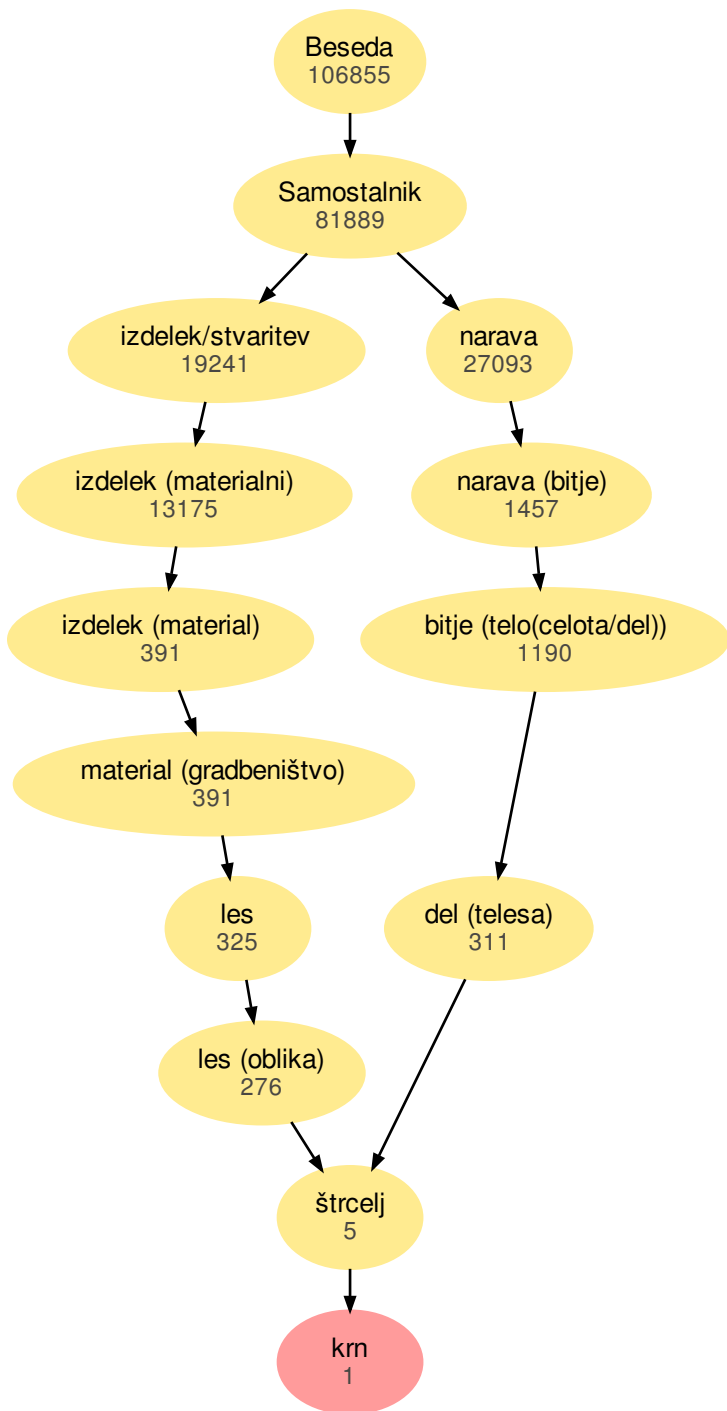 Beseda
106855
Samostalnik
81889
izdelek/stvaritev
19241
narava
27093
izdelek (materialni)
13175
narava (bitje)
1457
izdelek (material)
391
bitje (telo(celota/del))
1190
material (gradbeništvo)
391
les
325
del (telesa)
311
les (oblika)
276
štrcelj
5
krn
1